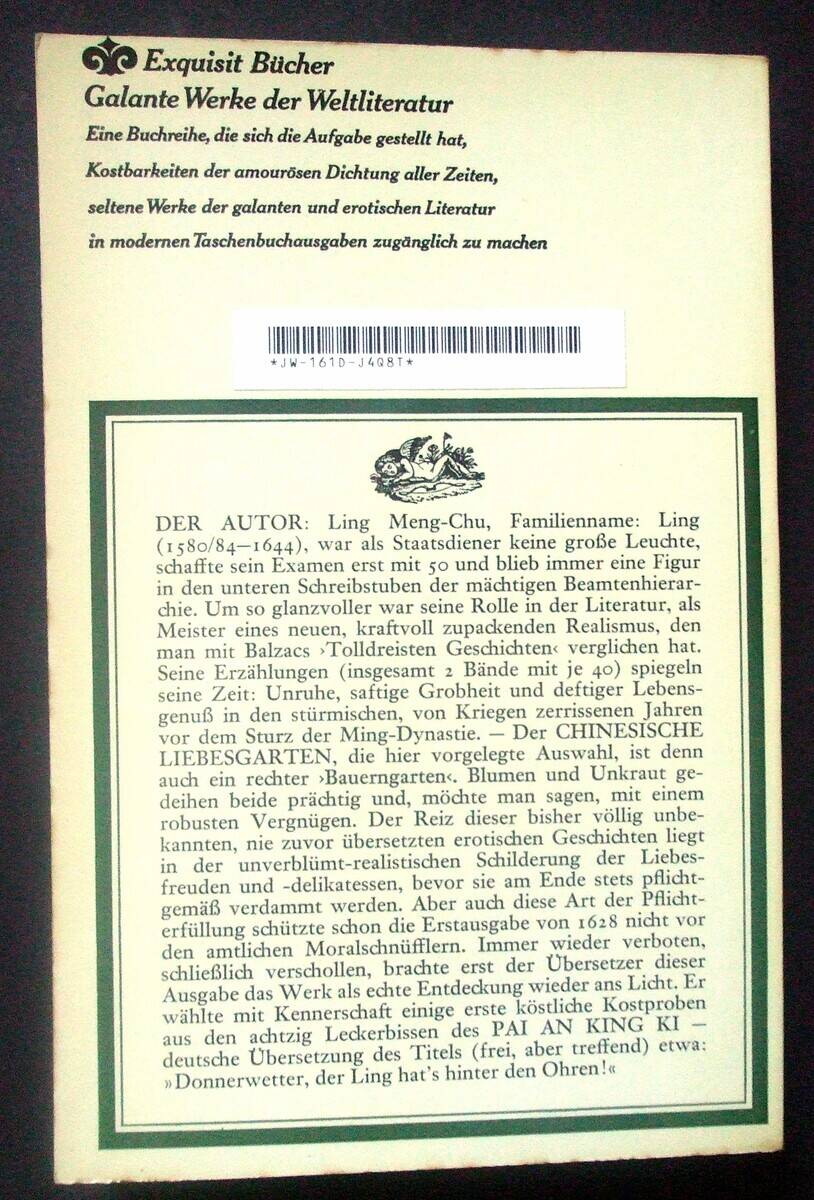 Exquisit Bücher
Galante Werke der Weltliteratur
Eine Buchreihe, die sich die Aufgabe gestellt hat,
Kostbarkeiten der amourösen Dichtung aller Zeiten,
seltene Werke der galanten und erotischen Literatur
in modernen Taschenbuchausgaben zugänglich zu machen
*JW-161D-J4Q8T*
DER AUTOR: Ling Meng-Chu, Familienname: Ling
(1580/84—1644), war als Staatsdiener keine große Leuchte,
schaffte sein Examen erst mit 50 und blieb immer eine Figur
in den unteren Schreibstuben der mächtigen Beamtenhierar-
chie. Um so glanzvoller war seine Rolle in der Literatur, als
Meister eines neuen, kraftvoll zupackenden Realismus, den
man mit Balzacs ›Tolldreisten Geschichten‹ verglichen hat.
Seine Erzählungen (insgesamt 2 Bände mit je 40) spiegeln
seine Zeit: Unruhe, saftige Grobheit und deftiger Lebens-
genuß in den stürmischen, von Kriegen zerrissenen Jahren
vor dem Sturz der Ming-Dynastie. — Der CHINESISCHE
LIEBESGARTEN, die hier vorgelegte Auswahl, ist denn
auch ein rechter ›Bauerngarten‹. Blumen und Unkraut ge-
deihen beide prächtig und, möchte man sagen, mit einem
robusten Vergnügen. Der Reiz dieser bisher völlig unbe-
kannten, nie zuvor übersetzten erotischen Geschichten liegt
in der unverblümt-realistischen Schilderung der Liebes-
freuden und -delikatessen, bevor sie am Ende stets pflicht-
gemäß verdammt werden. Aber auch diese Art der Pflicht-
erfüllung schützte schon die Erstausgabe von 1628 nicht vor
den amtlichen Moralschnüfflern. Immer wieder verboten,
schließlich verschollen, brachte erst der Übersetzer dieser
Ausgabe das Werk als echte Entdeckung wieder ans Licht. Er
wählte mit Kennerschaft einige erste köstliche Kostproben
aus den achtzig Leckerbissen des PAI AN KING KI —
deutsche Übersetzung des Titels (frei, aber treffend) etwa:
»Donnerwetter, der Ling hat's hinter den Ohren!«